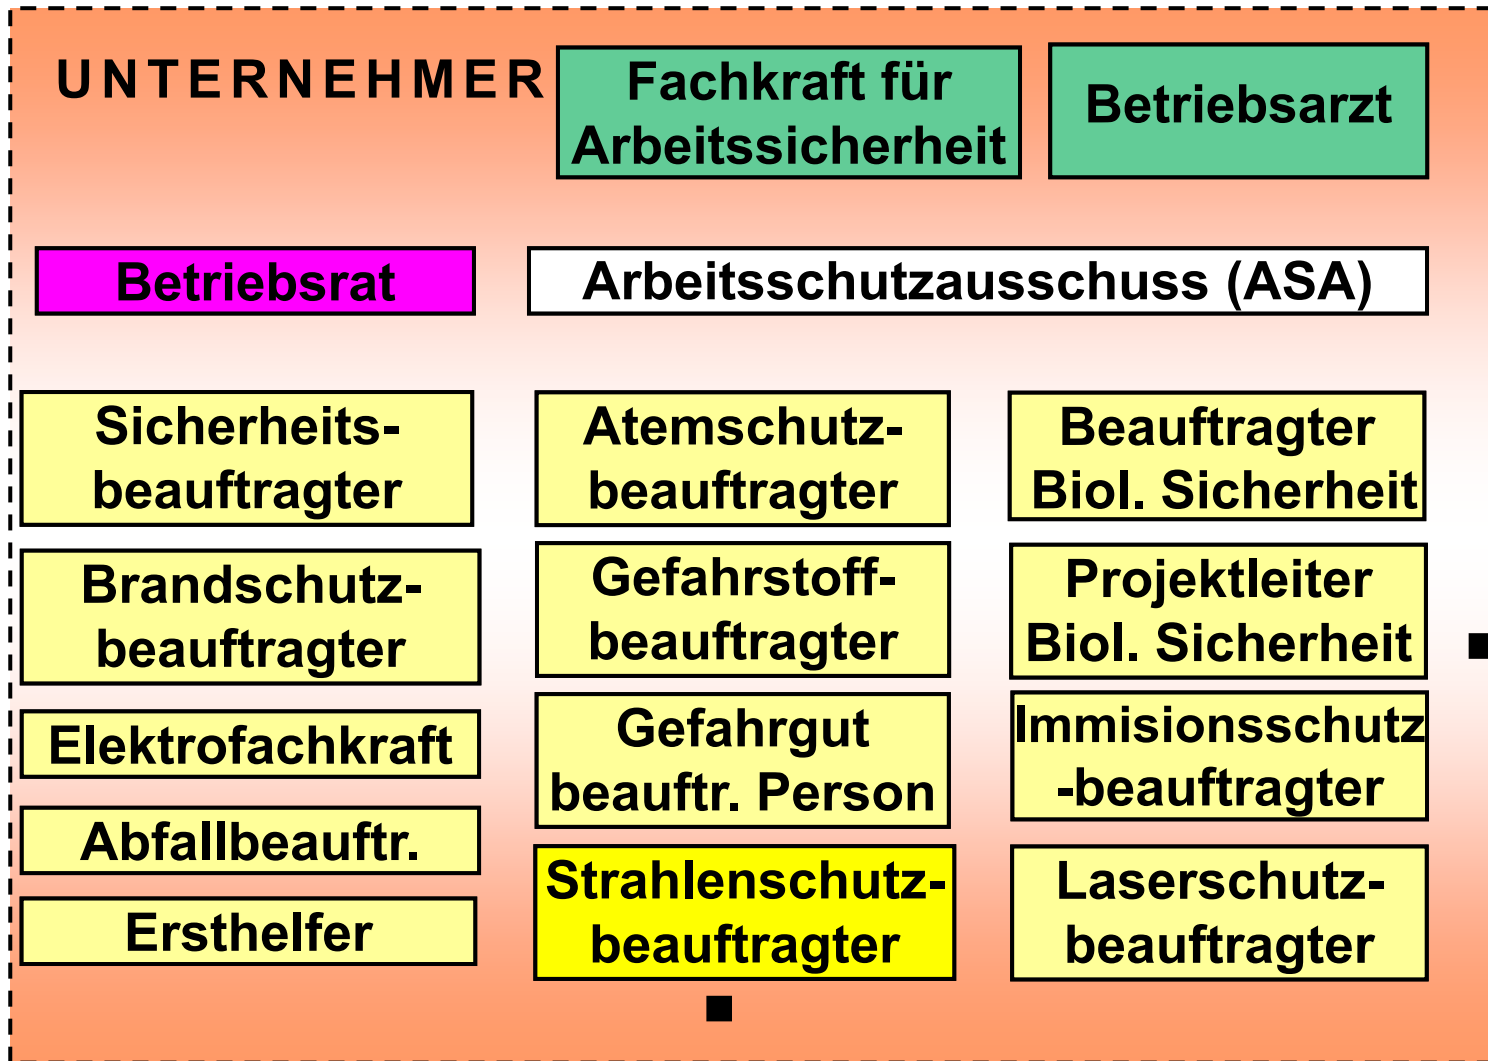 UNTERNEHMER
Fachkraft für
Arbeitssicherheit
Betriebsarzt
Betriebsrat
Arbeitsschutzausschuss (ASA)
Sicherheits-
beauftragter
Atemschutz-
beauftragter
Beauftragter
Biol. Sicherheit
Brandschutz-
beauftragter
Gefahrstoff-
beauftragter
Projektleiter
Biol. Sicherheit
Elektrofachkraft
Gefahrgut
beauftr. Person
Immisionsschutz
-beauftragter
Abfallbeauftr.
Strahlenschutz-
beauftragter
Laserschutz-
beauftragter
Ersthelfer